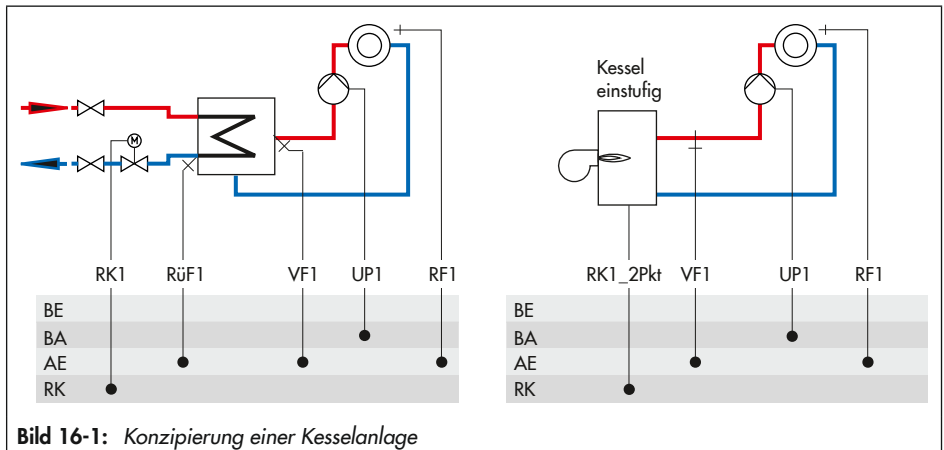 Kessel
einstufig
M
RK1 RüF1 VF1 UP1 RF1
RK1_2Pkt VF1 UP1 RF1
BE
BA
AE
RK
BE
BA
AE
RK
Bild 16-1: Konzipierung einer Kesselanlage